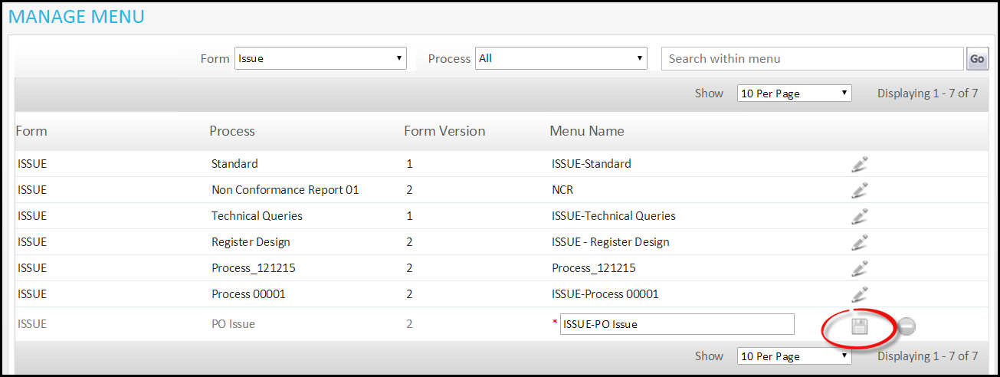 MANAGE MENU
Form Issue Process All Search within menu Go
Show 10 Per Page Displaying 1 - 7 of 7
Form Process Form Version Menu Name
ISSUE Standard 1 ISSUE-Standard
ISSUE Non Conformance Report 01 2 NCR
ISSUE Technical Queries 1 ISSUE-Technical Queries
ISSUE Register Design 2 ISSUE - Register Design
ISSUE Process_121215 2 Process_121215
ISSUE Process 00001 2 ISSUE-Process 00001
ISSUE PO Issue 2 * ISSUE-PO Issue
Show 10 Per Page Displaying 1 - 7 of 7